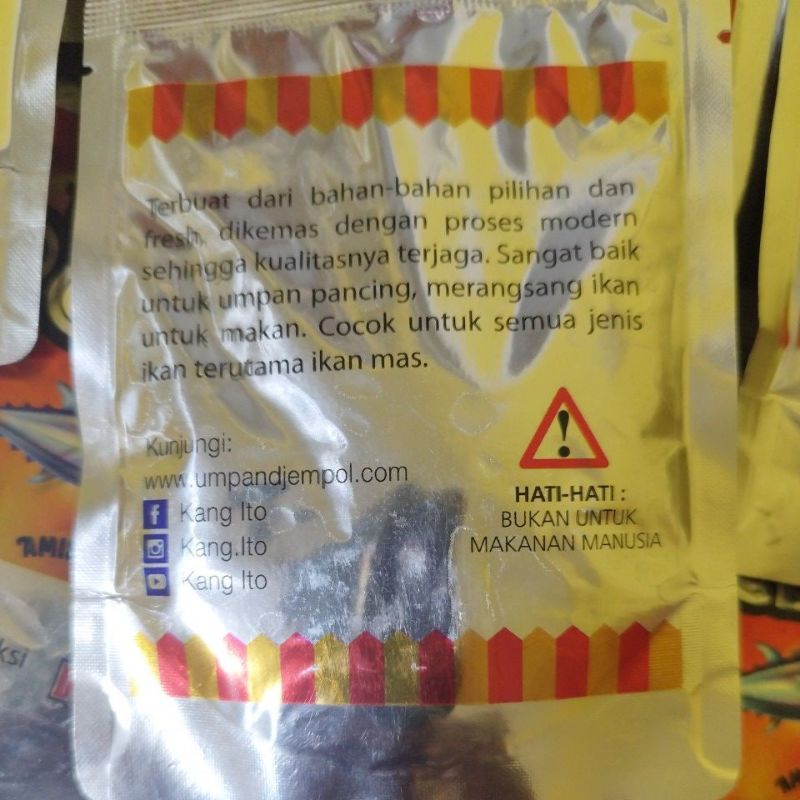 Terbuat dari bahan-bahan pilihan dan
fresh, dikemas dengan proses modern
sehingga kualitasnya terjaga. Sangat baik
untuk umpan pancing, merangsang ikan
untuk makan. Cocok untuk semua jenis
ikan terutama ikan mas.
Kunjungi:
www.umpandjempol.com
Kang Ito
Kang.Ito
Kang Ito
HATI-HATI :
BUKAN UNTUK
MAKANAN MANUSIA